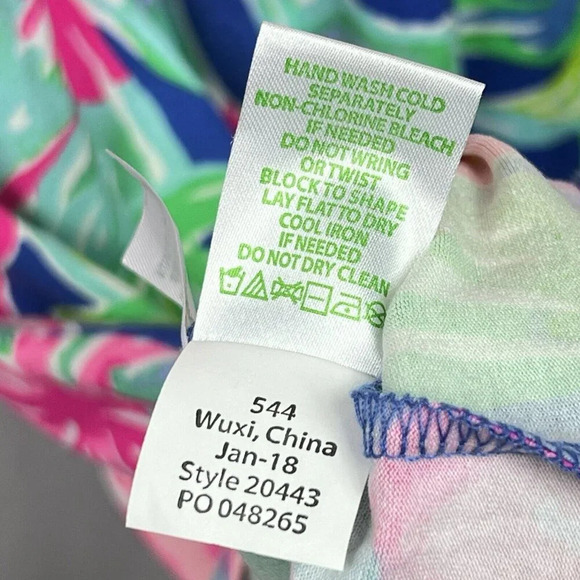 HAND WASH COLD
SEPARATELY
NON-CHLORINE BLEACH
IF NEEDED
DO NOT WRING
OR TWIST
BLOCK TO SHAPE
LAY FLAT TO DRY
COOL IRON
IF NEEDED
DO NOT DRY CLEAN
544
Wuxi, China
Jan-18
Style 20443
PO 048265